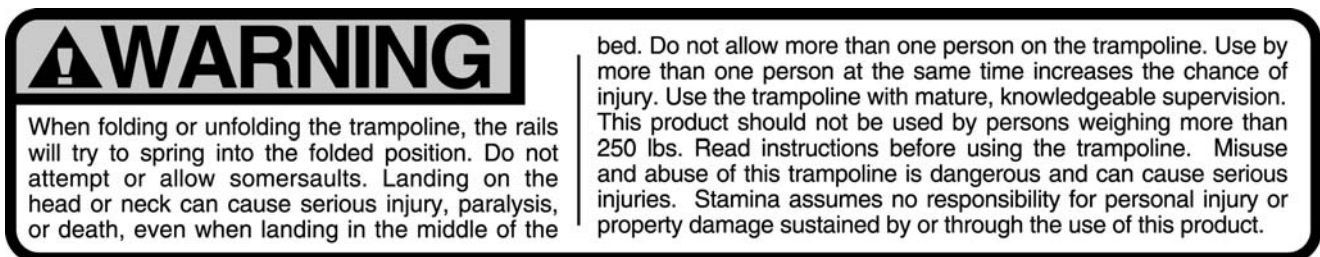 WARNING
When folding or unfolding the trampoline, the rails
will try to spring into the folded position. Do not
attempt or allow somersaults. Landing on the
head or neck can cause serious injury, paralysis,
or death, even when landing in the middle of the
bed. Do not allow more than one person on the trampoline. Use by
more than one person at the same time increases the chance of
injury. Use the trampoline with mature, knowledgeable supervision.
This product should not be used by persons weighing more than
250 lbs. Read instructions before using the trampoline. Misuse
and abuse of this trampoline is dangerous and can cause serious
injuries. Stamina assumes no responsibility for personal injury or
property damage sustained by or through the use of this product.